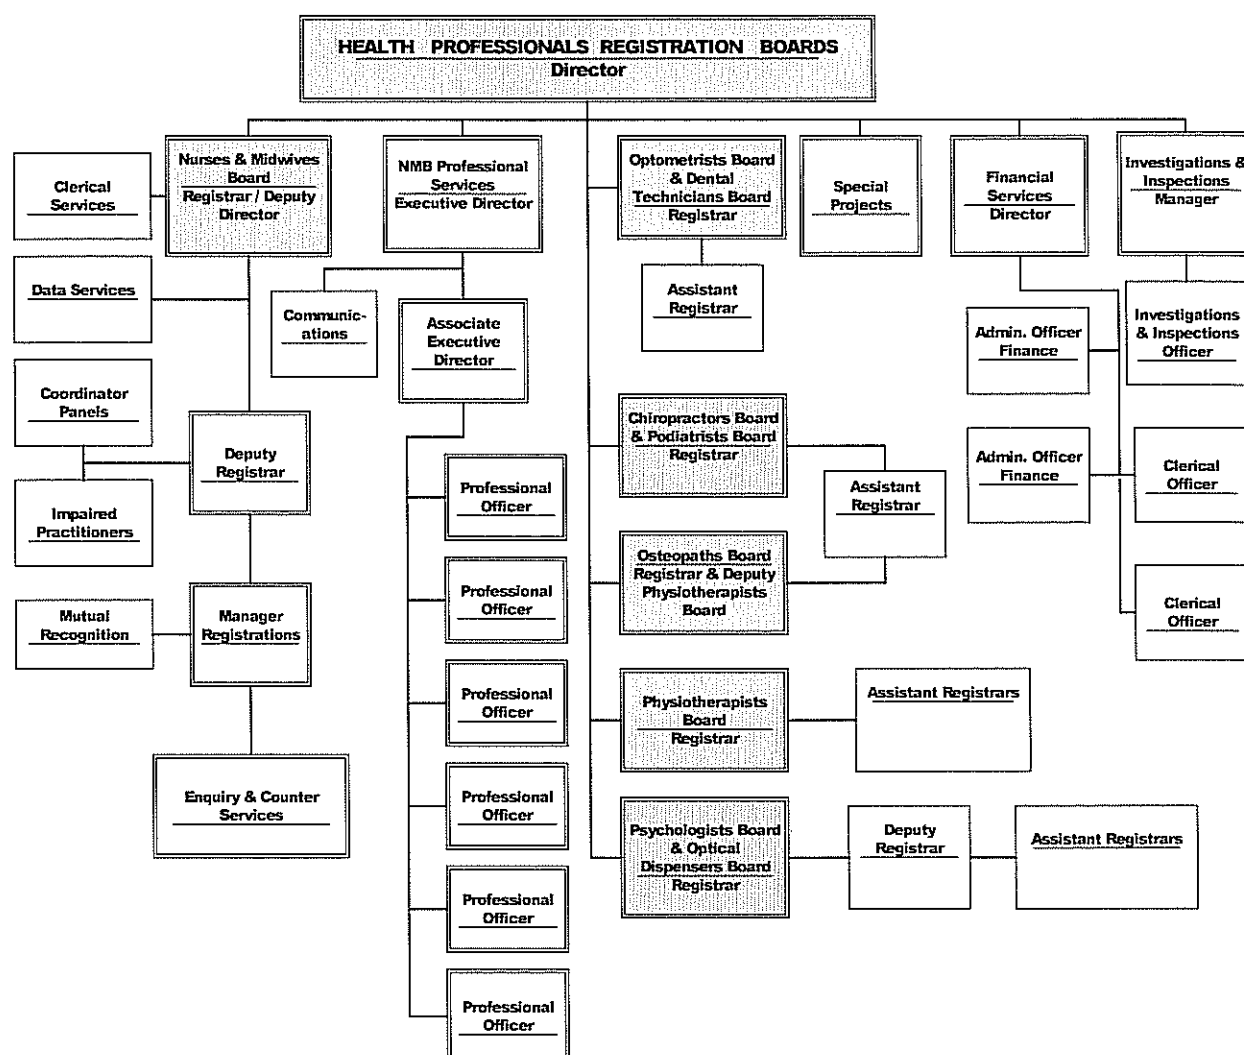 HEALTH PROFESSIONALS REGISTRATION BOARDS
Director
Nurses & Midwives
Board
Registrar / Deputy
Director
Clerical
Services
Data Services
Coordinator
Panels
Impaired
Practitioners
Deputy
Registrar
Mutual
Recognition
Manager
Registrations
Enquiry & Counter
Services
NMB Professional
Services
Executive Director
Communic-
ations
Associate
Executive
Director
Professional
Officer
Professional
Officer
Professional
Officer
Professional
Officer
Professional
Officer
Professional
Officer
Optometrists Board
& Dental
Technicians Board
Registrar
Assistant
Registrar
Chiropractors Board
& Podiatrists Board
Registrar
Assistant
Registrar
Osteopaths Board
Registrar & Deputy
Physiotherapists
Board
Physiotherapists
Board
Registrar
Assistant Registrars
Psychologists Board
& Optical
Dispensers Board
Registrar
Deputy
Registrar
Assistant Registrars
Special
Projects
Financial
Services
Director
Admin. Officer
Finance
Admin. Officer
Finance
Clerical
Officer
Clerical
Officer
Investigations &
Inspections
Manager
Investigations
& Inspections
Officer